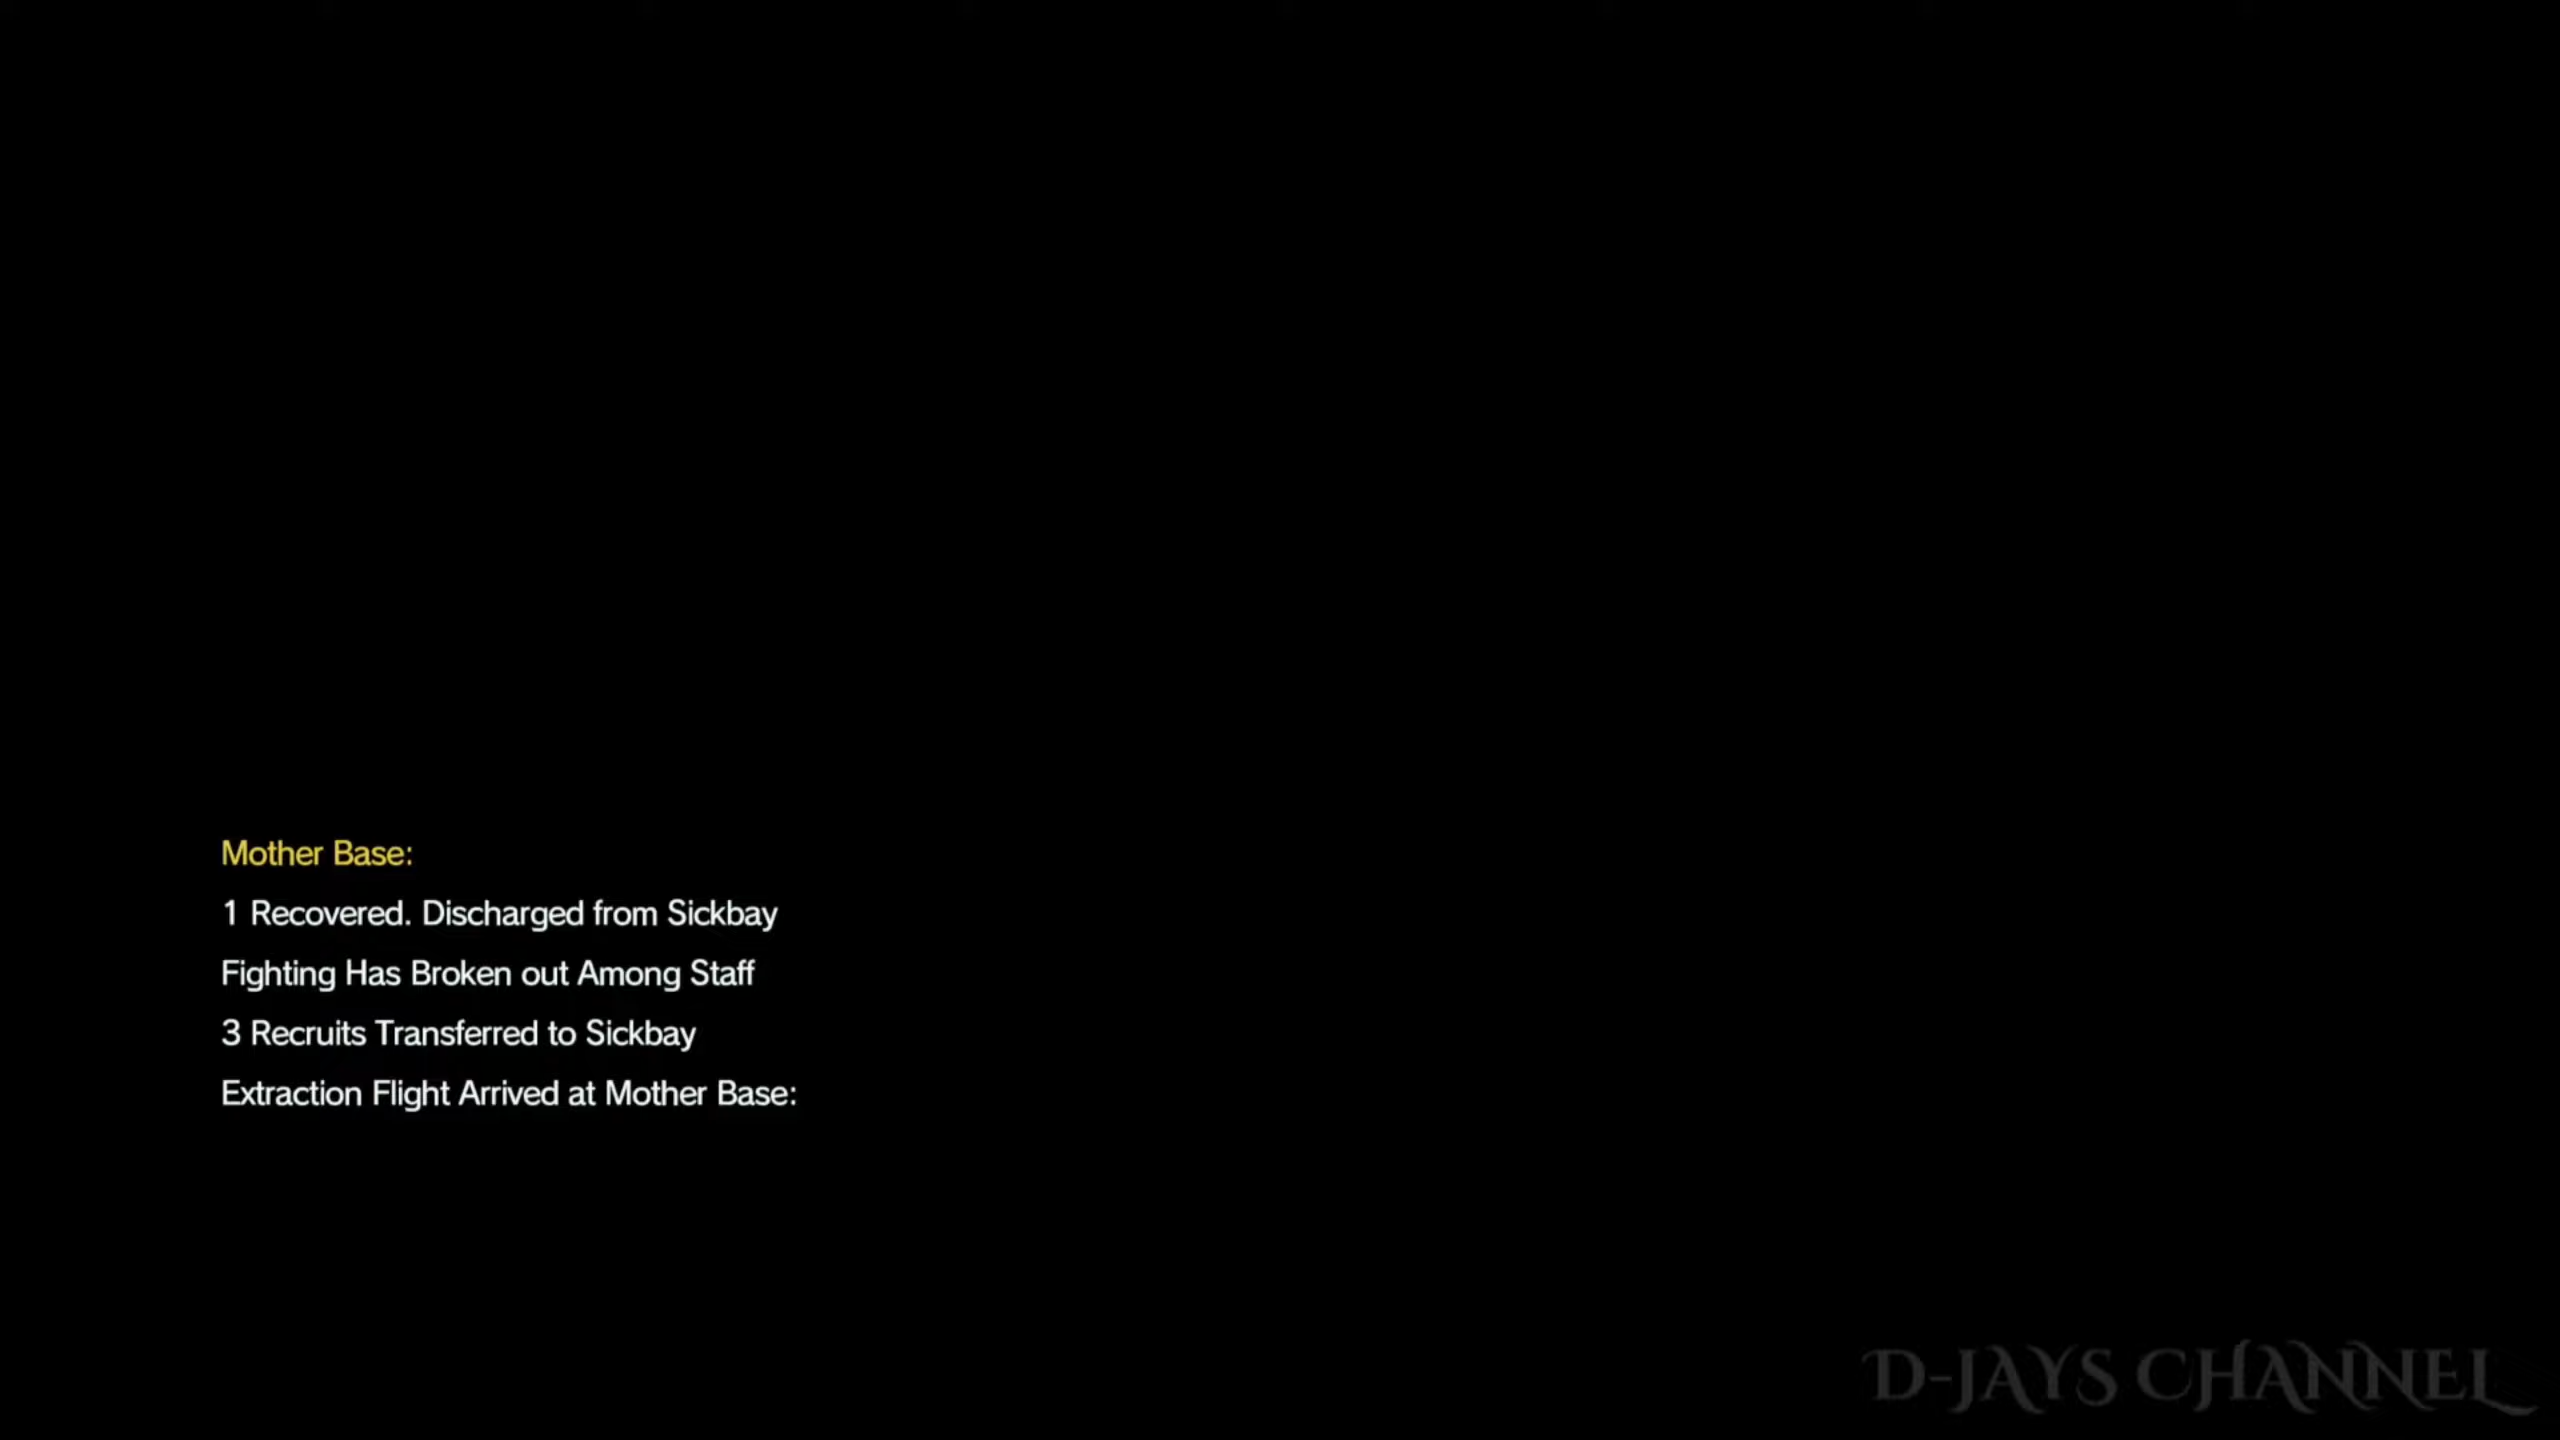 Mother Base:
1 Recovered. Discharged from Sickbay
Fighting Has Broken out Among Staff
3 Recruits Transferred to Sickbay
Extraction Flight Arrived at Mother Base:
D-JAYS CHANNEL